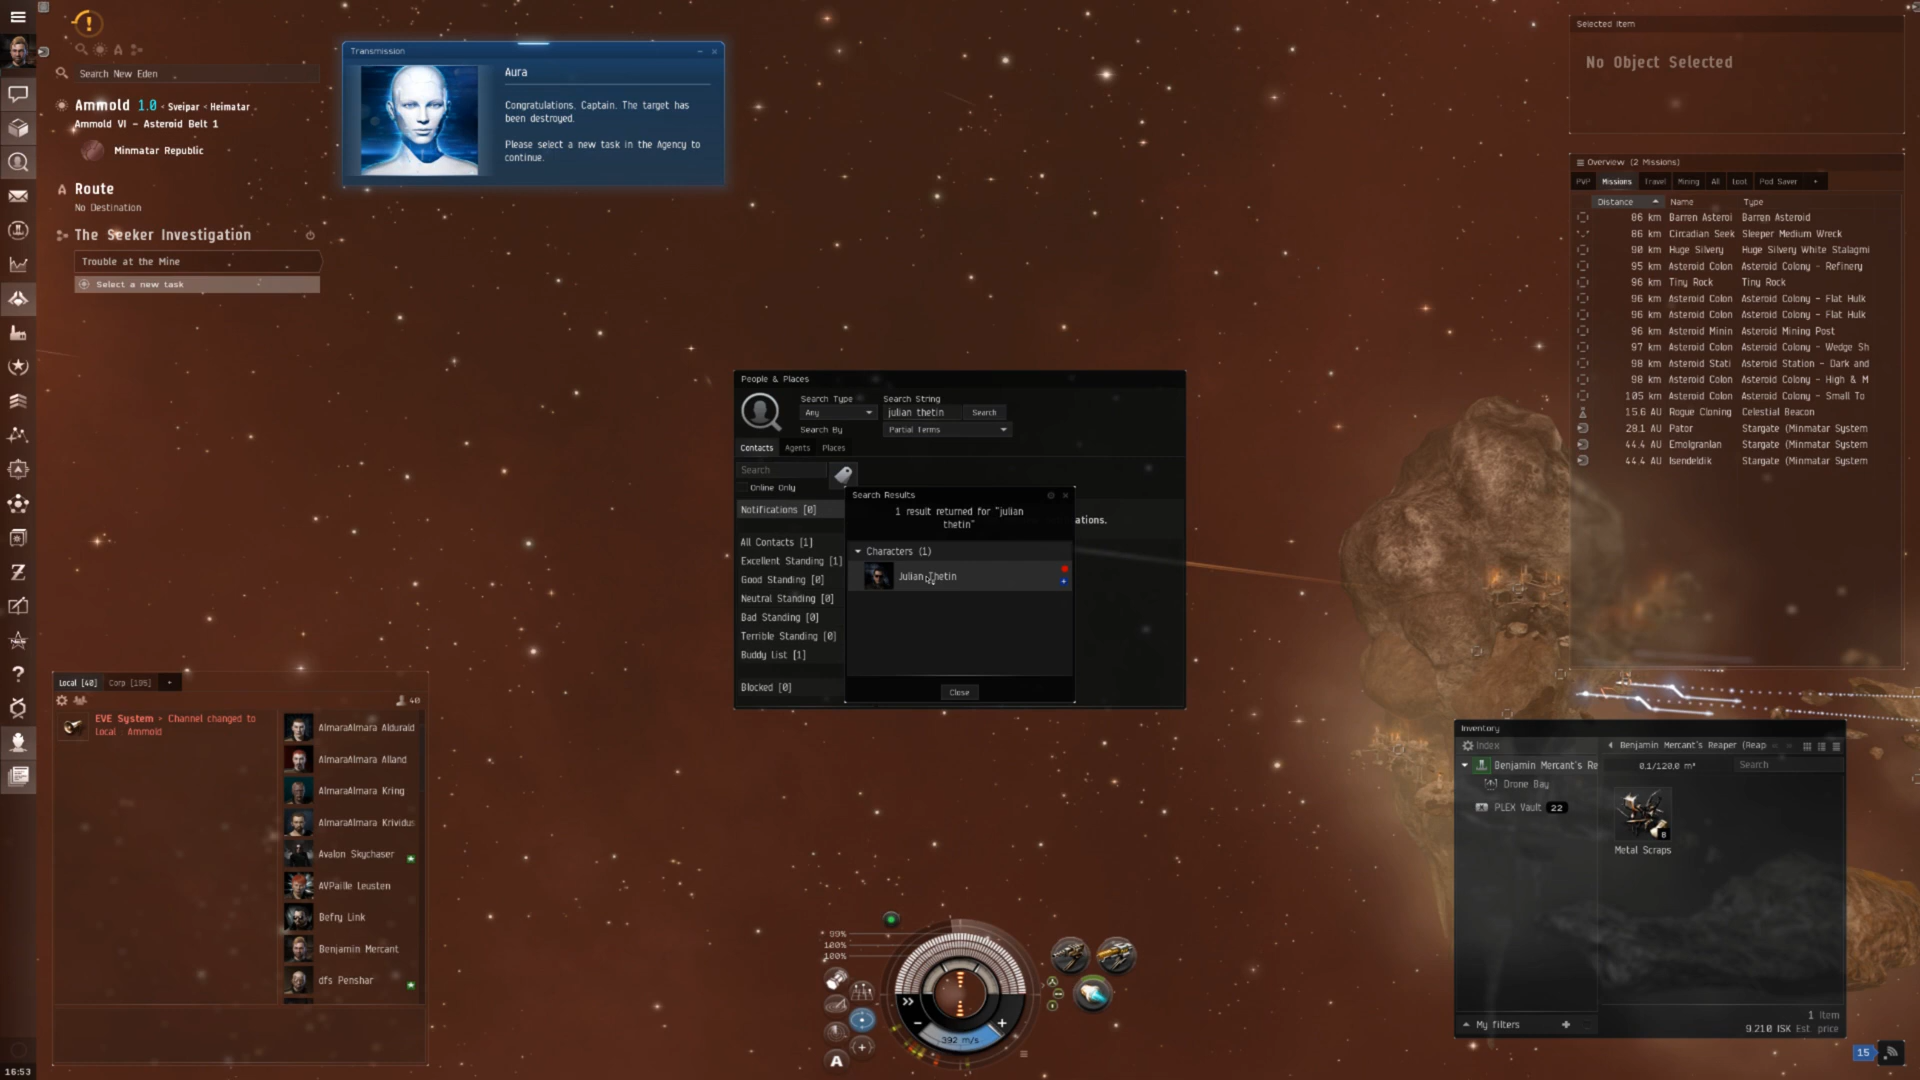 Search New Eden
Ammold 1.0 ‹ Sveipar ‹ Heimatar
Ammold VI - Asteroid Belt 1
Minmatar Republic
A Route
No Destination
The Seeker Investigation
Trouble at the Mine
Select a new task
Transmission
Aura
Congratulations, Captain. The target has
been destroyed.
Please select a new task in the Agency to
continue.
Selected Item
No Object Selected
Overview (2 Missions)
PVP Missions Travel Mining All Loot Pod Saver +
Distance Name Type
86 km Barren Asteroi Barren Asteroid
86 km Circadian Seek Sleeper Medium Wreck
90 km Huge Silvery Huge Silvery White Stalagmi
95 km Asteroid Colon Asteroid Colony - Refinery
96 km Tiny Rock Tiny Rock
96 km Asteroid Colon Asteroid Colony - Flat Hulk
96 km Asteroid Colon Asteroid Colony - Flat Hulk
96 km Asteroid Minin Asteroid Mining Post
97 km Asteroid Colon Asteroid Colony - Wedge Sh
98 km Asteroid Stati Asteroid Station - Dark and
98 km Asteroid Colon Asteroid Colony - High & M
105 km Asteroid Colon Asteroid Colony - Small To
15.6 AU Rogue Cloning Celestial Beacon
28.1 AU Pator Stargate (Minmatar System
44.4 AU Emolgranlan Stargate (Minmatar System
44.4 AU Isendeldik Stargate (Minmatar System
People & Places
Search Type Search String
Any julian thetin Search
Search By Partial Terms
Contacts Agents Places
Search
Online Only
Notifications [0]
ations.
All Contacts [1]
Excellent Standing [1]
Good Standing [0]
Neutral Standing [0]
Bad Standing [0]
Terrible Standing [0]
Buddy List [1]
Blocked [0]
Search Results
1 result returned for "julian
thetin"
Characters (1)
Julian Thetin
Close
Local [40] Corp [195] +
40
EVE System > Channel changed to
Local : Ammold
AlmaraAlmara Aldurald
AlmaraAlmara Alland
AlmaraAlmara Kring
AlmaraAlmara Krividus
Avalon Skychaser
AVPaille Leusten
Befry Link
Benjamin Mercant
dfs Penshar
99%
100%
100%
392 m/s
A
Inventory
Index
Benjamin Mercant's Reaper (Reap
Benjamin Mercant's Re
0.1/120.0 m³
Search
Drone Bay
PLEX Vault 22
8
Metal Scraps
My filters +
1 Item
9.210 ISK Est. price
15
16:53